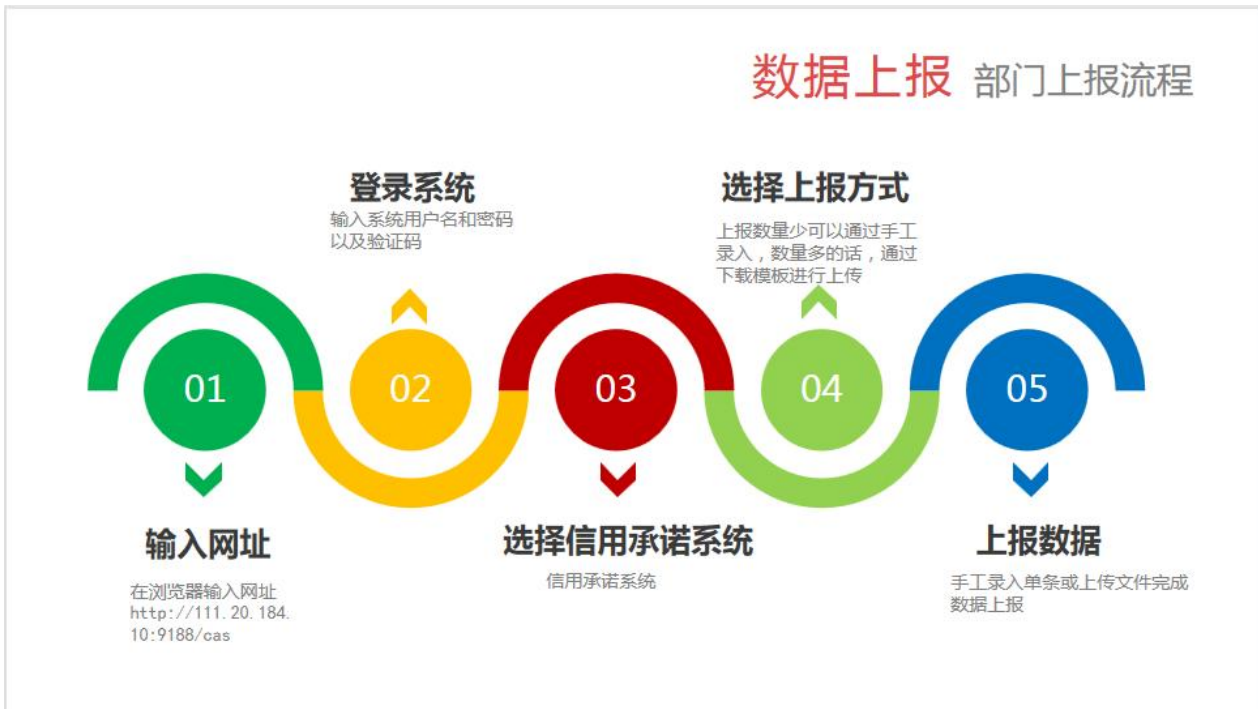 数据上报 部门上报流程
登录系统
输入系统用户名和密码
以及验证码
选择上报方式
上报数量少可以通过手工
录入，数量多的话，通过
下载模板进行上传
01
02
03
04
05
输入网址
在浏览器输入网址
http://111.20.184.
10:9188/cas
选择信用承诺系统
信用承诺系统
上报数据
手工录入单条或上传文件完成
数据上报